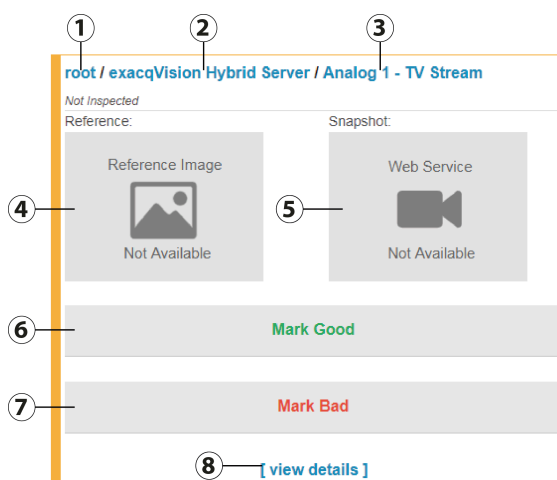 1 2 3
root / exacqVision Hybrid Server / Analog 1 - TV Stream
Not Inspected
Reference: Snapshot:
Reference Image Web Service
4 5
Not Available Not Available
6 Mark Good
7 Mark Bad
8 [ view details ]